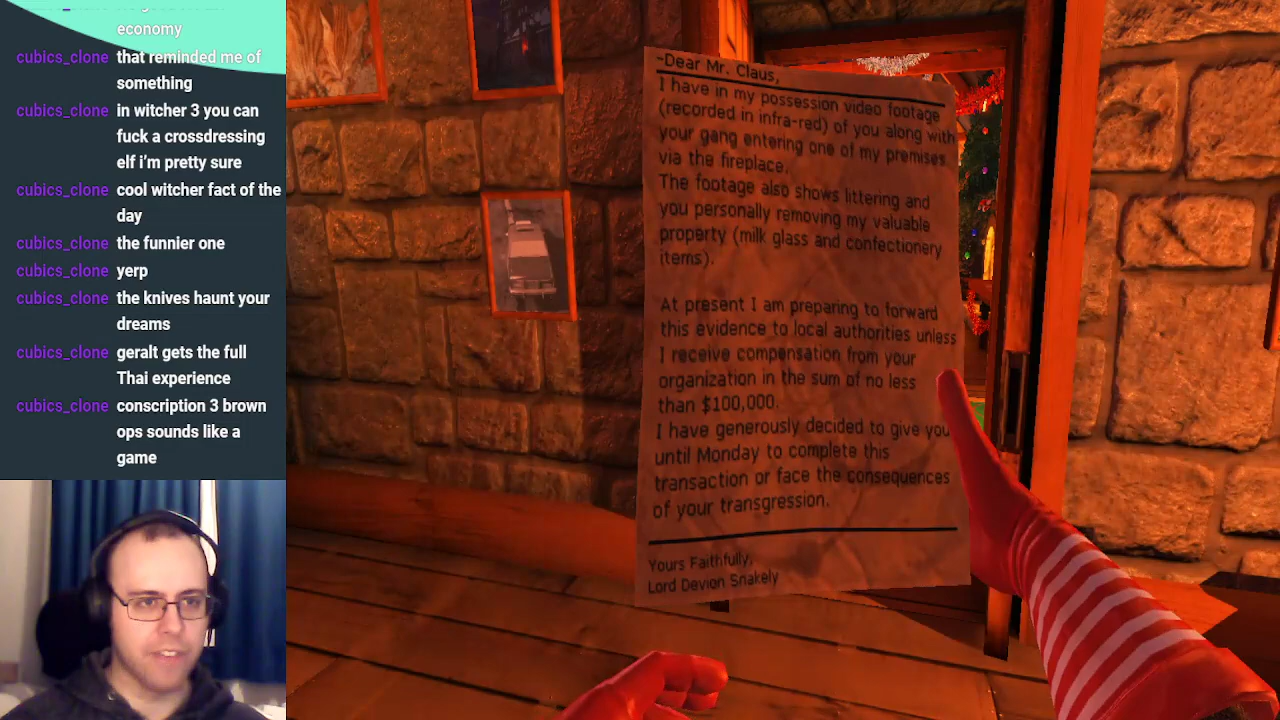 economy
cubics_clone that reminded me of
something
cubics_clone in witcher 3 you can
fuck a crossdressing
elf i'm pretty sure
cubics_clone cool witcher fact of the
day
cubics_clone the funnier one
cubics_clone yerp
cubics_clone the knives haunt your
dreams
cubics_clone geralt gets the full
Thai experience
cubics_clone conscription 3 brown
ops sounds like a
game
~Dear Mr. Claus,
I have in my possession video footage
(recorded in infra-red) of you along with
your gang entering one of my premises
via the fireplace.
The footage also shows littering and
you personally removing my valuable
property (milk glass and confectionery
items).
At present I am preparing to forward
this evidence to local authorities unless
I receive compensation from your
organization in the sum of no less
than $100,000.
I have generously decided to give you
until Monday to complete this
transaction or face the consequences
of your transgression.
Yours Faithfully,
Lord Devion Snakely